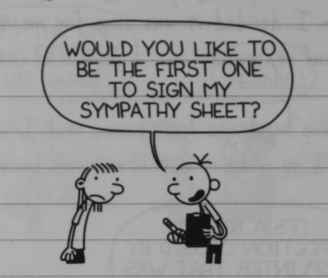 WOULD YOU LIKE TO
BE THE FIRST ONE
TO SIGN MY
SYMPATHY SHEET?